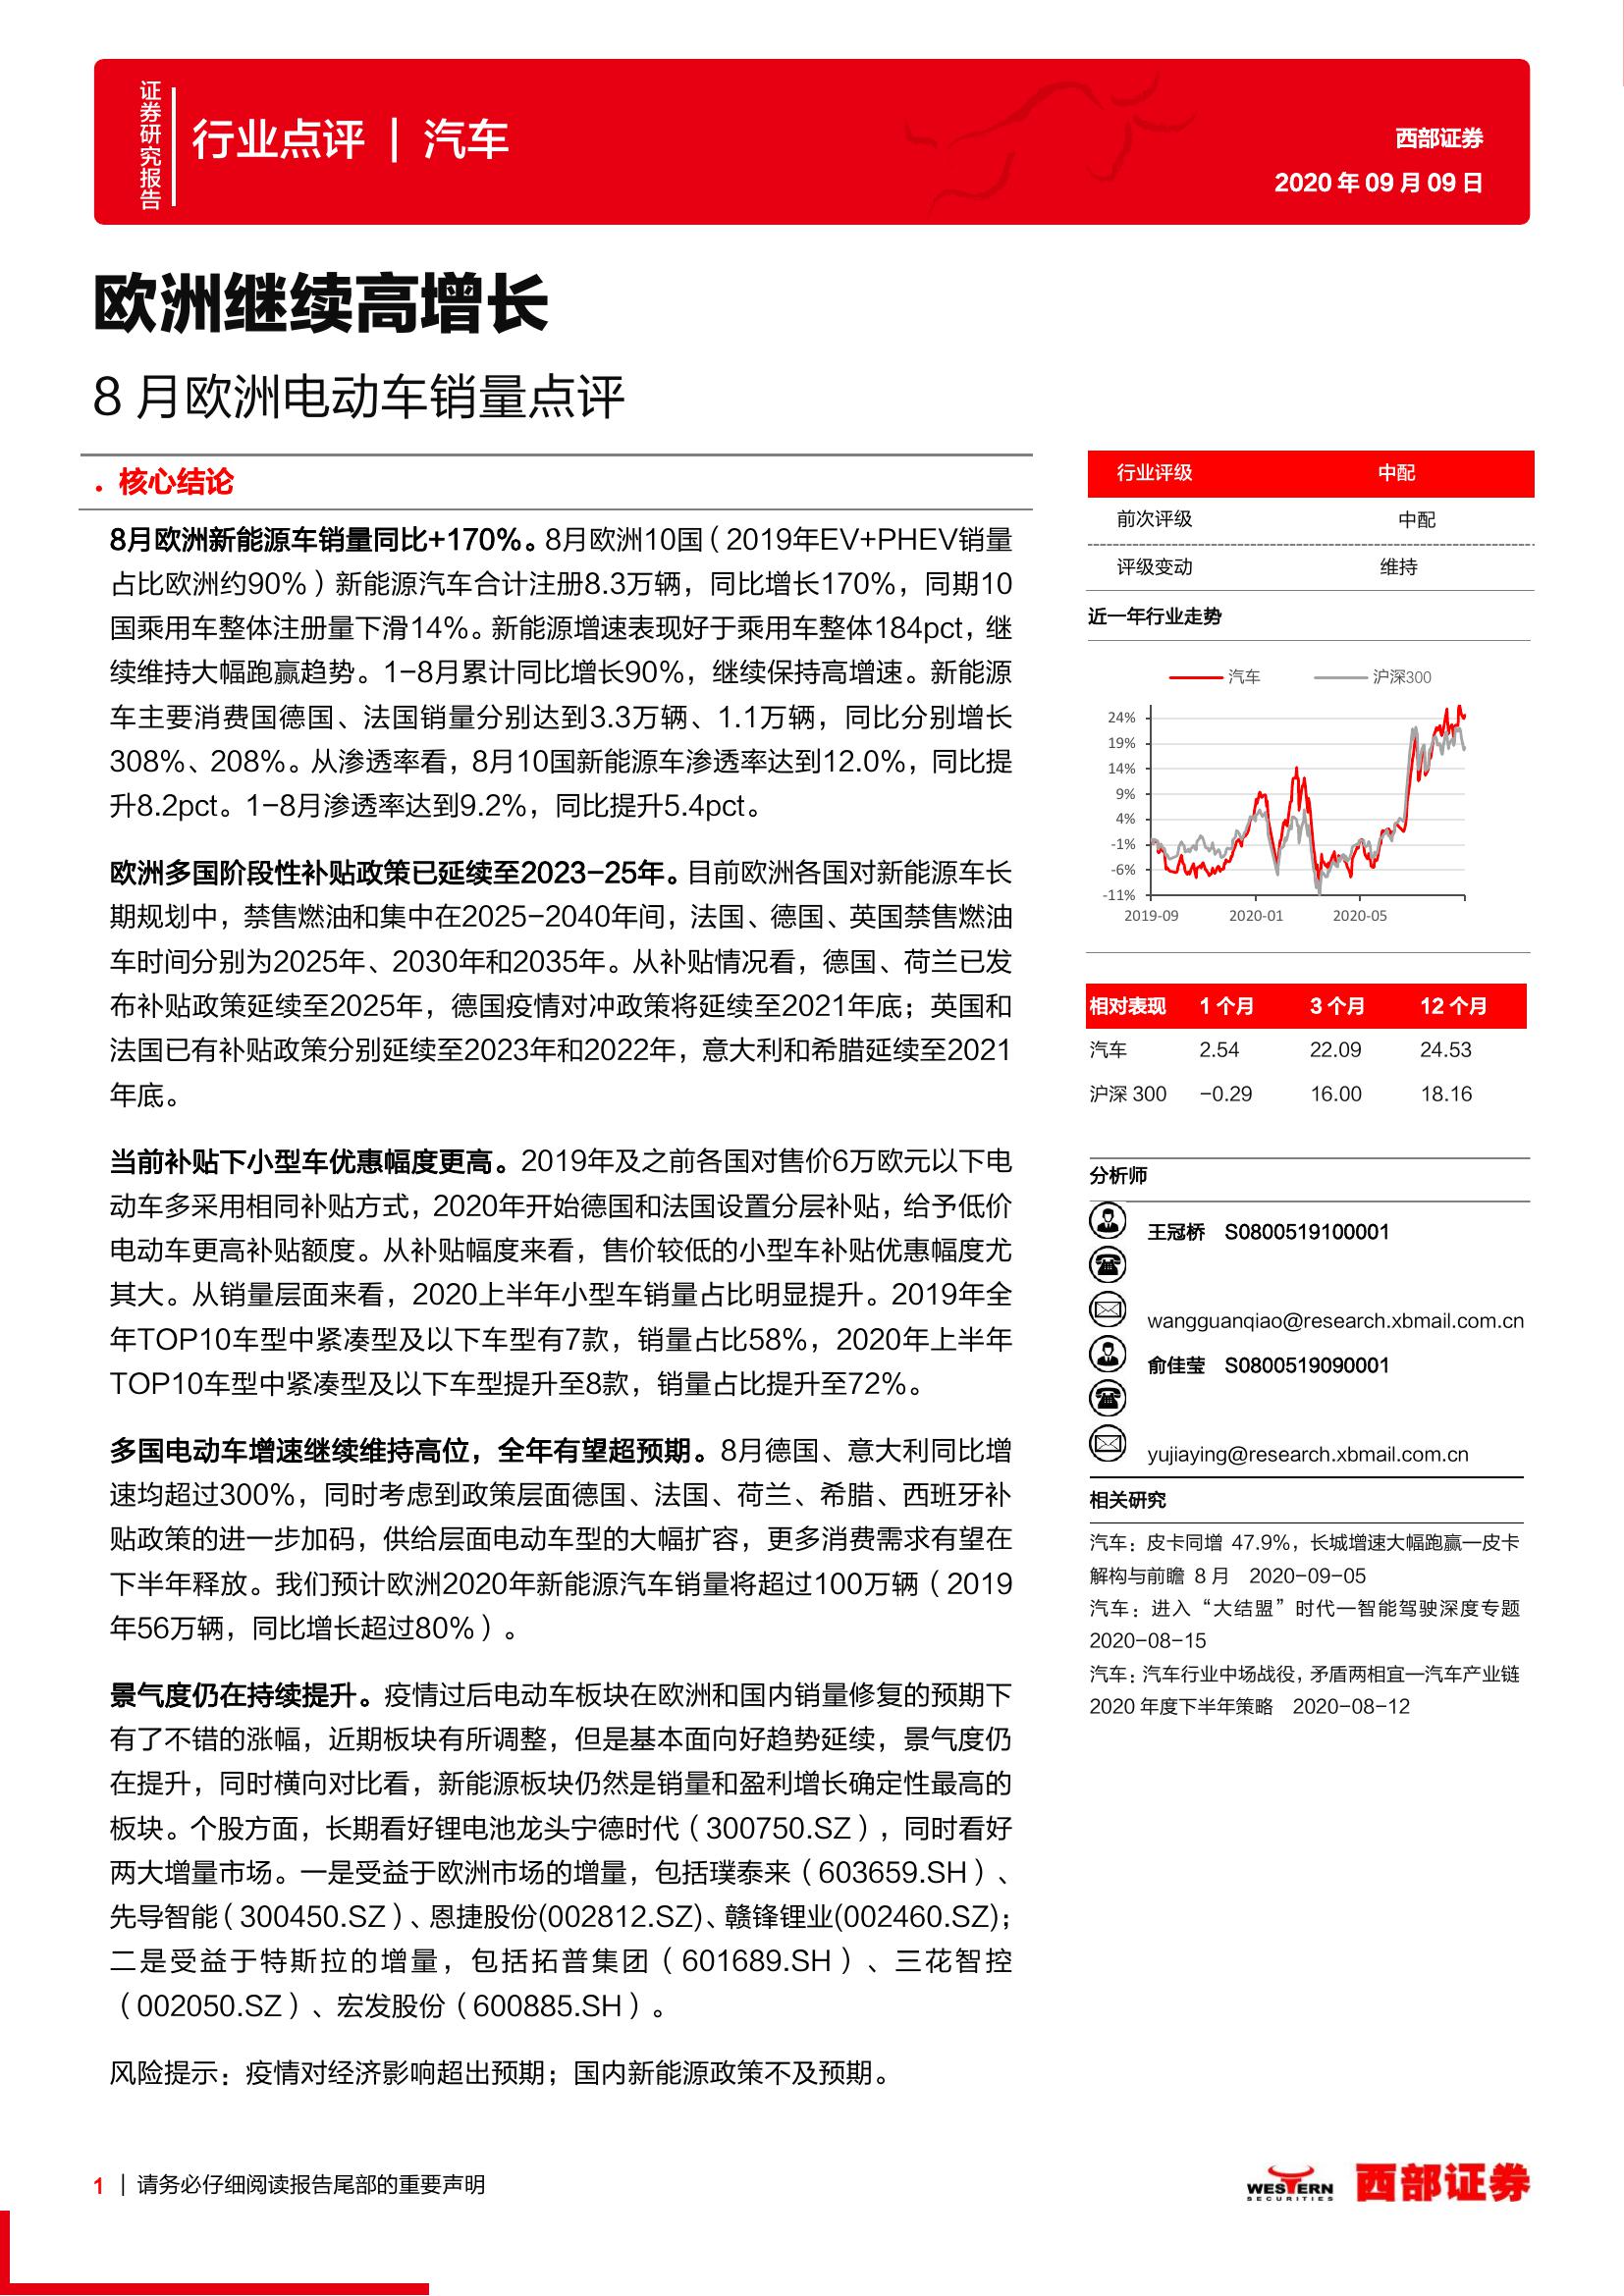 证券研究报告
行业点评 | 汽车
西部证券
2020 年 09 月 09 日
欧洲继续高增长
8 月欧洲电动车销量点评
. 核心结论
8月欧洲新能源车销量同比+170%。8月欧洲10国（2019年EV+PHEV销量
占比欧洲约90%）新能源汽车合计注册8.3万辆，同比增长170%，同期10
国乘用车整体注册量下滑14%。新能源增速表现好于乘用车整体184pct，继
续维持大幅跑赢趋势。1-8月累计同比增长90%，继续保持高增速。新能源
车主要消费国德国、法国销量分别达到3.3万辆、1.1万辆，同比分别增长
308%、208%。从渗透率看，8月10国新能源车渗透率达到12.0%，同比提
升8.2pct。1-8月渗透率达到9.2%，同比提升5.4pct。
欧洲多国阶段性补贴政策已延续至2023-25年。目前欧洲各国对新能源车长
期规划中，禁售燃油和集中在2025-2040年间，法国、德国、英国禁售燃油
车时间分别为2025年、2030年和2035年。从补贴情况看，德国、荷兰已发
布补贴政策延续至2025年，德国疫情对冲政策将延续至2021年底；英国和
法国已有补贴政策分别延续至2023年和2022年，意大利和希腊延续至2021
年底。
当前补贴下小型车优惠幅度更高。2019年及之前各国对售价6万欧元以下电
动车多采用相同补贴方式，2020年开始德国和法国设置分层补贴，给予低价
电动车更高补贴额度。从补贴幅度来看，售价较低的小型车补贴优惠幅度尤
其大。从销量层面来看，2020上半年小型车销量占比明显提升。2019年全
年TOP10车型中紧凑型及以下车型有7款，销量占比58%，2020年上半年
TOP10车型中紧凑型及以下车型提升至8款，销量占比提升至72%。
多国电动车增速继续维持高位，全年有望超预期。8月德国、意大利同比增
速均超过300%，同时考虑到政策层面德国、法国、荷兰、希腊、西班牙补
贴政策的进一步加码，供给层面电动车型的大幅扩容，更多消费需求有望在
下半年释放。我们预计欧洲2020年新能源汽车销量将超过100万辆（2019
年56万辆，同比增长超过80%）。
景气度仍在持续提升。疫情过后电动车板块在欧洲和国内销量修复的预期下
有了不错的涨幅，近期板块有所调整，但是基本面向好趋势延续，景气度仍
在提升，同时横向对比看，新能源板块仍然是销量和盈利增长确定性最高的
板块。个股方面，长期看好锂电池龙头宁德时代（300750.SZ），同时看好
两大增量市场。一是受益于欧洲市场的增量，包括璞泰来（603659.SH）、
先导智能（300450.SZ）、恩捷股份(002812.SZ)、赣锋锂业(002460.SZ)；
二是受益于特斯拉的增量，包括拓普集团（601689.SH）、三花智控
（002050.SZ）、宏发股份（600885.SH）。
风险提示：疫情对经济影响超出预期；国内新能源政策不及预期。
行业评级 中配
前次评级 中配
评级变动 维持
近一年行业走势
汽车 沪深300
24%
19%
14%
9%
4%
-1%
-6%
-11%
2019-09 2020-01 2020-05
相对表现 1 个月 3 个月 12 个月
汽车 2.54 22.09 24.53
沪深 300 -0.29 16.00 18.16
分析师
王冠桥 S0800519100001
wangguanqiao@research.xbmail.com.cn
俞佳莹 S0800519090001
yujiaying@research.xbmail.com.cn
相关研究
汽车：皮卡同增 47.9%，长城增速大幅跑赢—皮卡
解构与前瞻 8 月 2020-09-05
汽车：进入“大结盟”时代—智能驾驶深度专题
2020-08-15
汽车：汽车行业中场战役，矛盾两相宜—汽车产业链
2020 年度下半年策略 2020-08-12
1 | 请务必仔细阅读报告尾部的重要声明
WESTERN
SECURITIES
西部证券